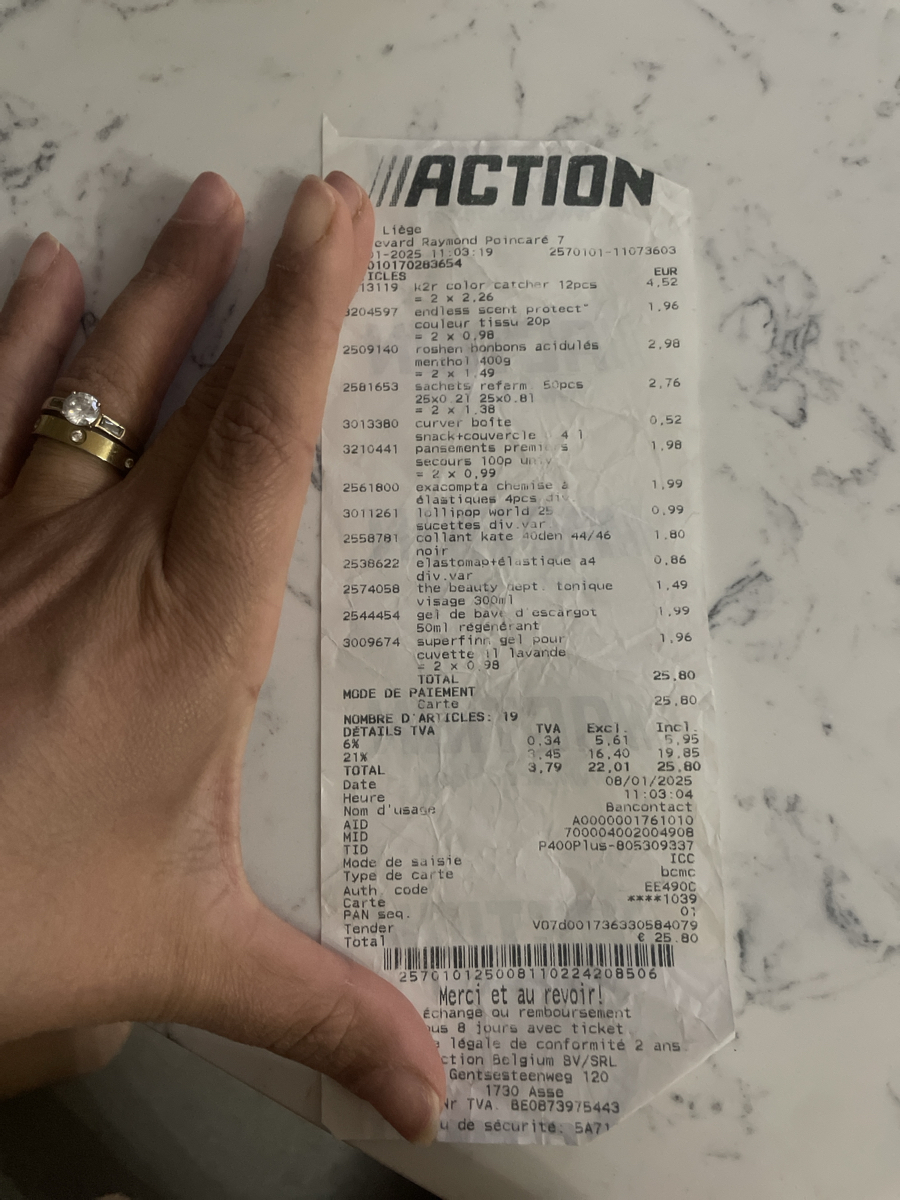 ACTION
Liège
evard Raymond Poincaré 7
01-2025 11:03:19 2570101-11073603
010170283654
ICLES EUR
13119 k2r color catcher 12pcs 4,52
= 2 x 2,26
3204597 endless scent protect" 1,96
couleur tissu 20p
= 2 x 0,98
2509140 roshen bonbons acidulés 2,98
menthol 400g
= 2 x 1,49
2581653 sachets refarm. 50pcs 2,76
25x0.2l 25x0.8l
= 2 x 1,38
3013380 curver boîte 0,52
snack+couvercle 4 l
3210441 pansements premi s 1,98
secours 100p univ
= 2 x 0,99
2561800 exacompta chemise à 1,99
élastiques 4pcs div.
3011261 lollipop world 25 0,99
sucettes div.var
2558781 collant kate 40den 44/46 1,80
noir
2538622 elastomap+élastique a4 0,86
div.var
2574058 the beauty dept. tonique 1,49
visage 300ml
2544454 gel de bave d'escargot 1,99
50ml régénérant
3009674 superfinn gel pour 1,96
cuvette 1l lavande
= 2 x 0,98
TOTAL 25,80
MODE DE PAIEMENT
Carte 25,80
NOMBRE D'ARTICLES: 19
DÉTAILS TVA TVA Excl. Incl.
6% 0,34 5,61 5,95
21% 3,45 16,40 19,85
TOTAL 3,79 22,01 25,80
Date 08/01/2025
Heure 11:03:04
Nom d'usage Bancontact
AID A0000001761010
MID 700004002004908
TID P400Plus-805309337
Mode de saisie ICC
Type de carte bcmc
Auth. code EE490C
Carte ****1039
PAN seq. 01
Tender V07d001736330584079
Total € 25.80
257010125008110224208506
Merci et au revoir!
échange ou remboursement
ous 8 jours avec ticket
e légale de conformité 2 ans
ction Belgium BV/SRL
Gentsesteenweg 120
1730 Asse
Nr TVA. BE0873975443
u de sécurité: 5A71